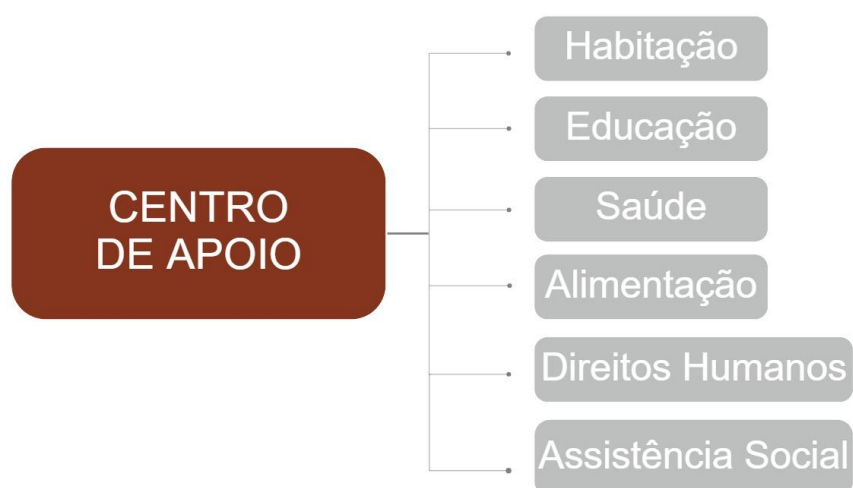 CENTRO
DE APOIO
Habitação
Educação
Saúde
Alimentação
Direitos Humanos
Assistência Social